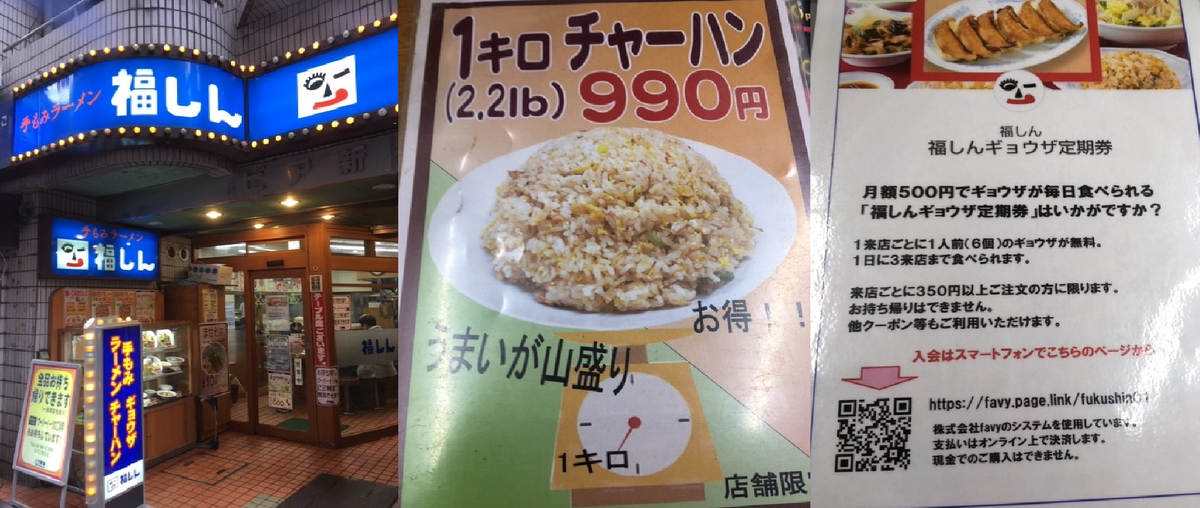 手もみラーメン 福しん
手もみラーメン
福しん
テーブル席ございます。
福しん
全品お持ち
帰りできます
手もみ ギョウザ
ラーメン チャーハン
福しん
1キロ チャーハン
(2,2lb) 990円
お得!!
うまいが山盛り
1キロ
店舗限
福しん
福しんギョウザ定期券
月額500円でギョウザが毎日食べられる
「福しんギョウザ定期券」はいかがですか?
1来店ごとに1人前(6個)のギョウザが無料。
1日に3来店まで食べられます。
来店ごとに350円以上ご注文の方に限ります。
お持ち帰りはできません。
他クーポン等もご利用いただけます。
入会はスマートフォンでこちらのページから
https://favy.page.link/fukushinG1
株式会社favyのシステムを使用しています。
支払いはオンライン上で決済します。
現金でのご購入はできません。